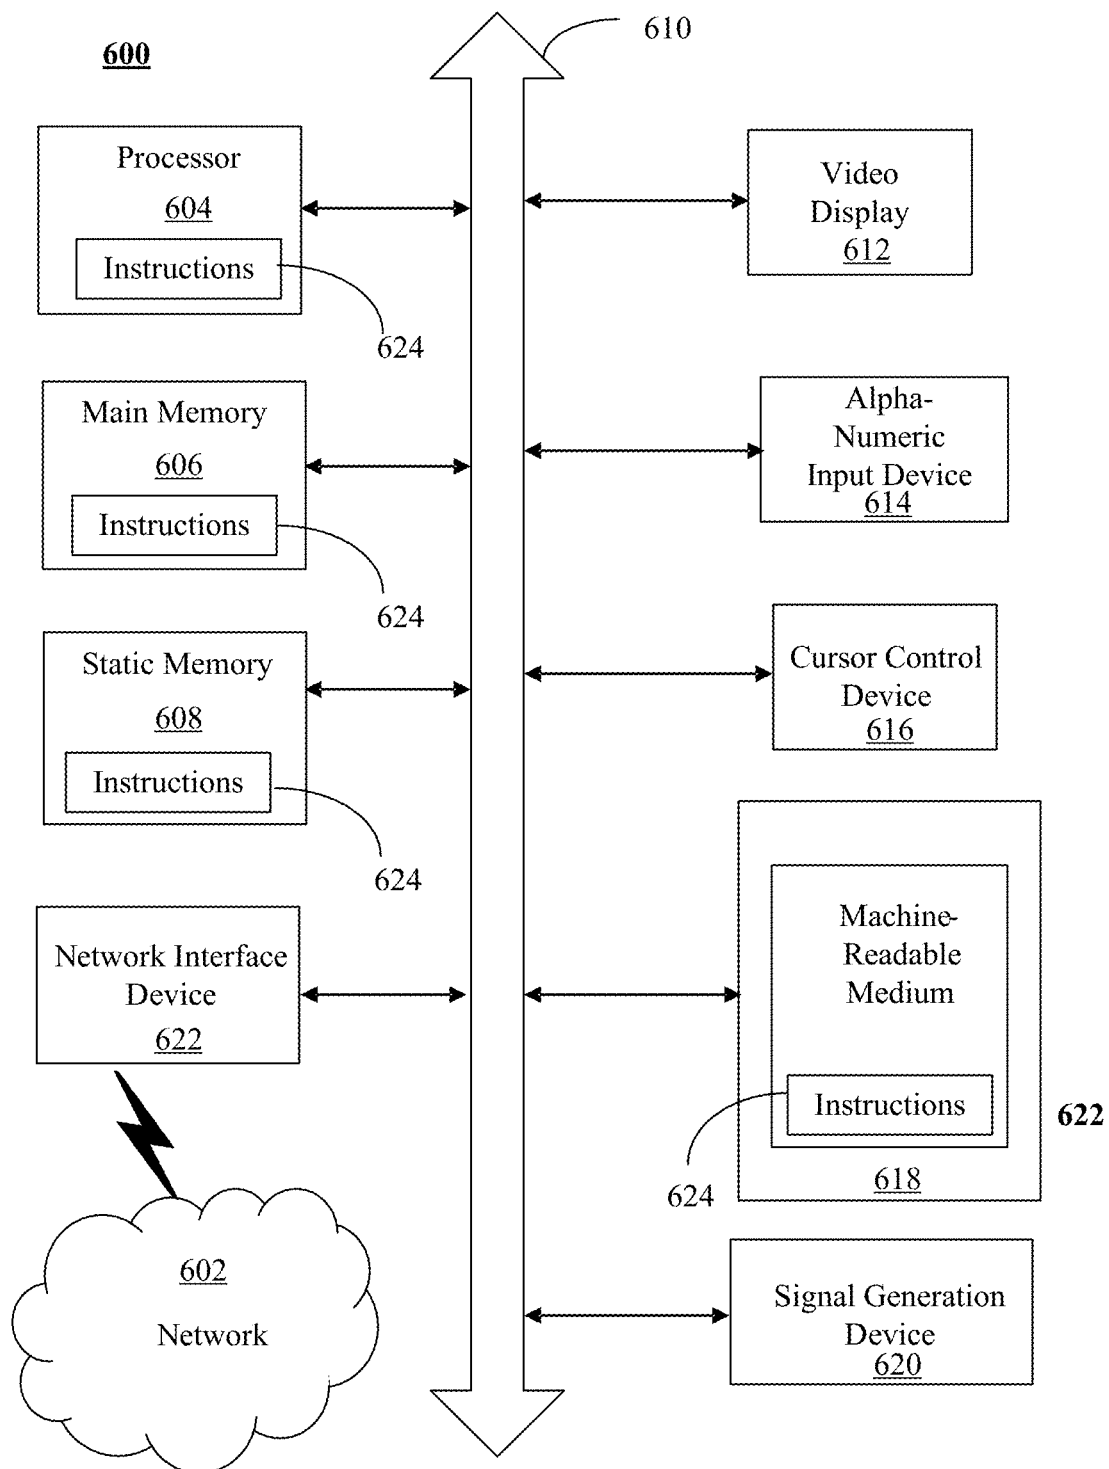 600
610
Processor
604
Instructions
624
Main Memory
606
Instructions
624
Static Memory
608
Instructions
624
Network Interface
Device
622
602
Network
Video
Display
612
Alpha-
Numeric
Input Device
614
Cursor Control
Device
616
Machine-
Readable
Medium
Instructions
624
618
622
Signal Generation
Device
620